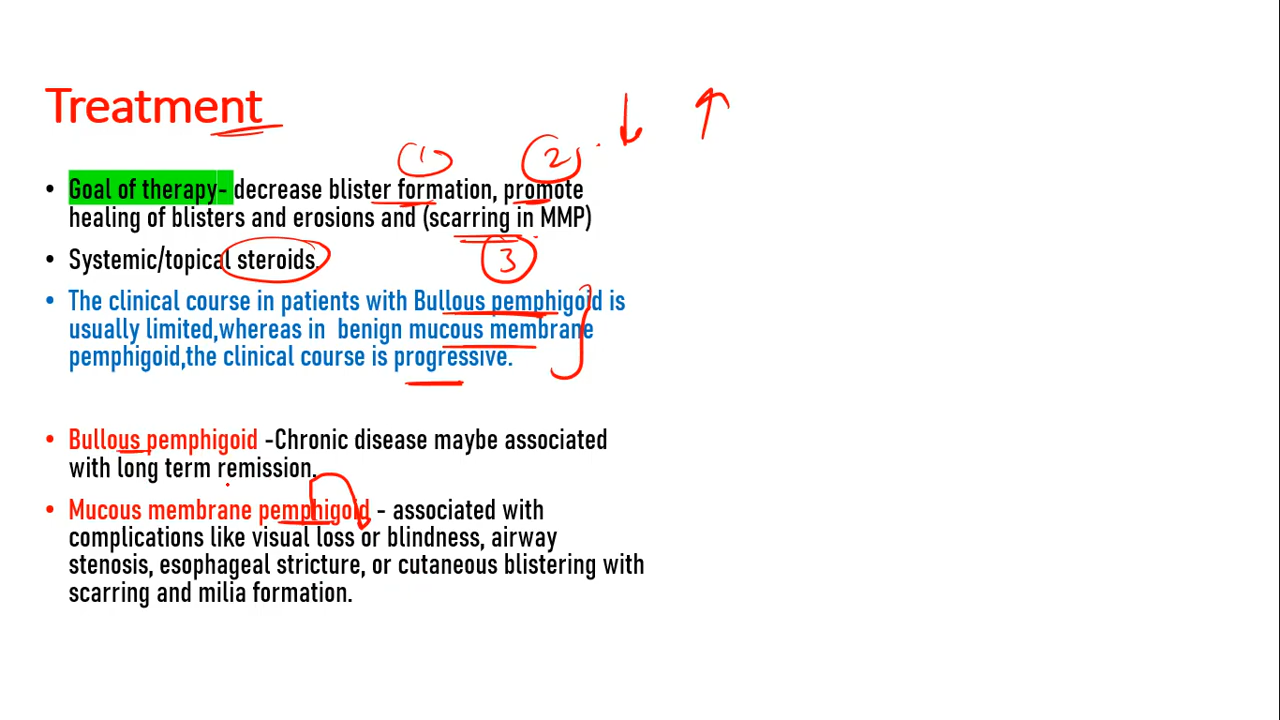 Treatment
① ②
• Goal of therapy- decrease blister formation, promote
healing of blisters and erosions and (scarring in MMP)
• Systemic/topical steroids.
③
• The clinical course in patients with Bullous pemphigoid is
usually limited,whereas in benign mucous membrane
pemphigoid,the clinical course is progressive.
• Bullous pemphigoid -Chronic disease maybe associated
with long term remission.
• Mucous membrane pemphigoid - associated with
complications like visual loss or blindness, airway
stenosis, esophageal stricture, or cutaneous blistering with
scarring and milia formation.